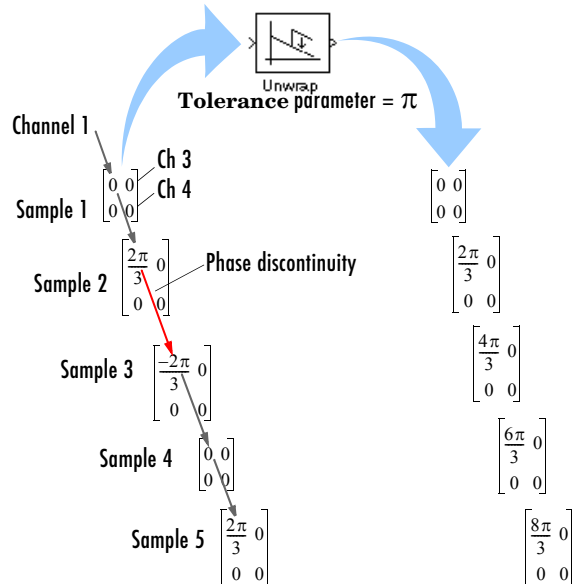 Unwrap
Tolerance parameter = π
Channel 1
Ch 3
Ch 4
Sample 1
0 0
0 0
0 0
0 0
Sample 2
2π/3 0
0 0
Phase discontinuity
2π/3 0
0 0
Sample 3
-2π/3 0
0 0
4π/3 0
0 0
Sample 4
0 0
0 0
6π/3 0
0 0
Sample 5
2π/3 0
0 0
8π/3 0
0 0